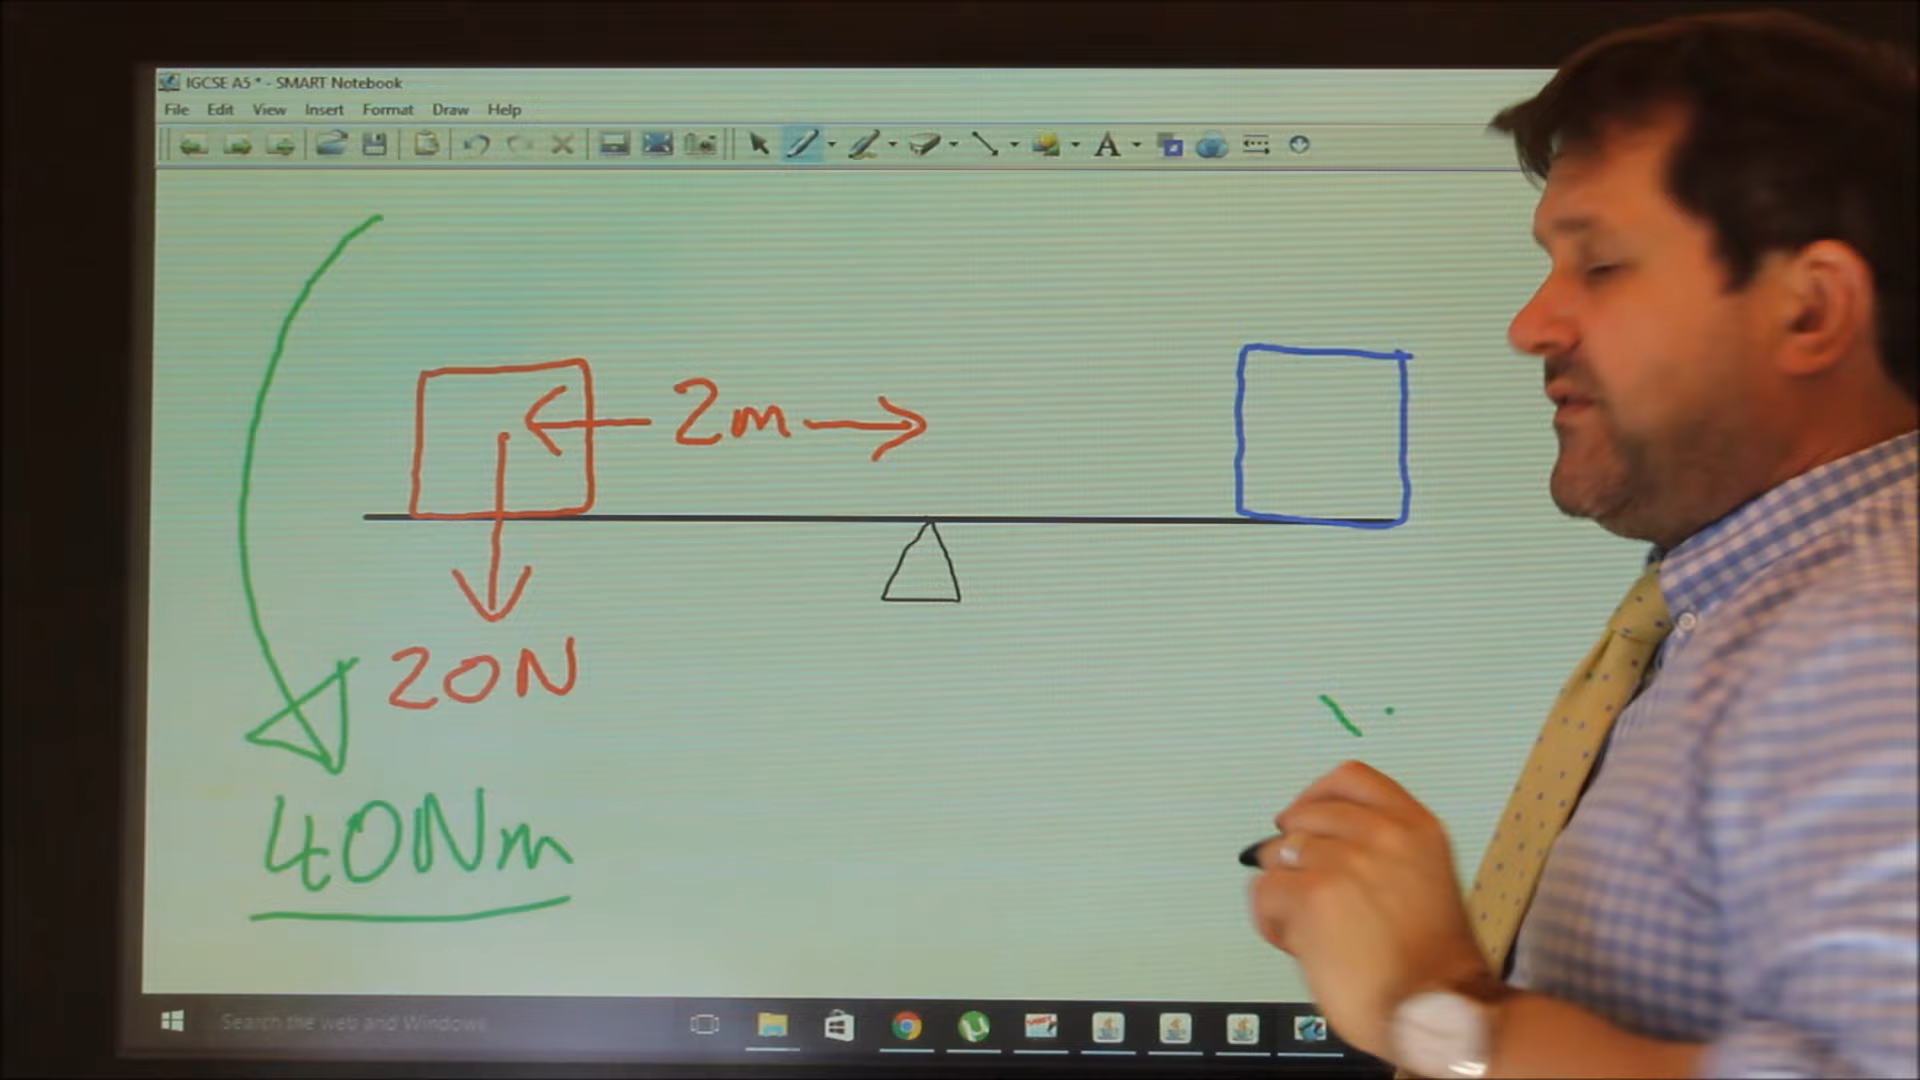 IGCSE A5 * - SMART Notebook
File Edit View Insert Format Draw Help
A
2m
20N
40Nm
Search the web and Windows